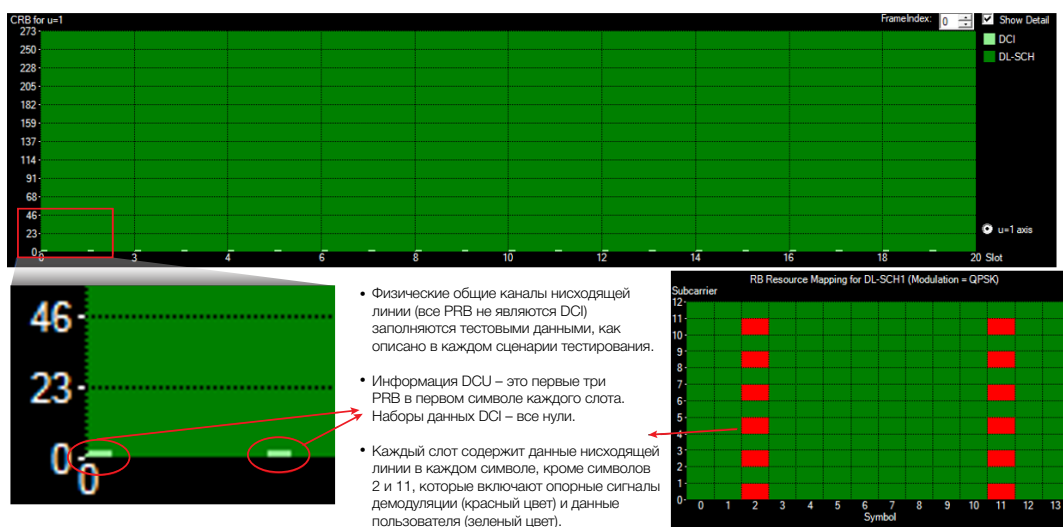 CRB for u=1
FrameIndex: 0 Show Detail
273
250
228
205
182
159
137
114
91
68
46
23
0
DCI
DL-SCH
u=1 axis
0 3 4 6 8 10 12 14 16 18 20 Slot
46
23
0
0
• Физические общие каналы нисходящей
линии (все PRB не являются DCI)
заполняются тестовыми данными, как
описано в каждом сценарии тестирования.
• Информация DCU – это первые три
PRB в первом символе каждого слота.
Наборы данных DCI – все нули.
• Каждый слот содержит данные нисходящей
линии в каждом символе, кроме символов
2 и 11, которые включают опорные сигналы
демодуляции (красный цвет) и данные
пользователя (зеленый цвет).
RB Resource Mapping for DL-SCH1 (Modulation = QPSK)
Subcarrier
12
11
10
9
8
7
6
5
4
3
2
1
0
0 1 2 3 4 5 6 7 8 9 10 11 12 13
Symbol